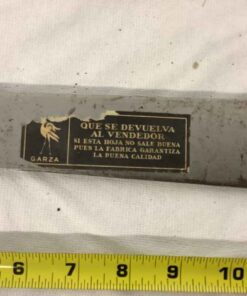 QUE SE DEVUELVA
AL VENDEDOR
SI ESTA HOJA NO SALE BUENA
PUES LA FABRICA GARANTIZA
LA BUENA CALIDAD
GARZA
6 7 8 9 10